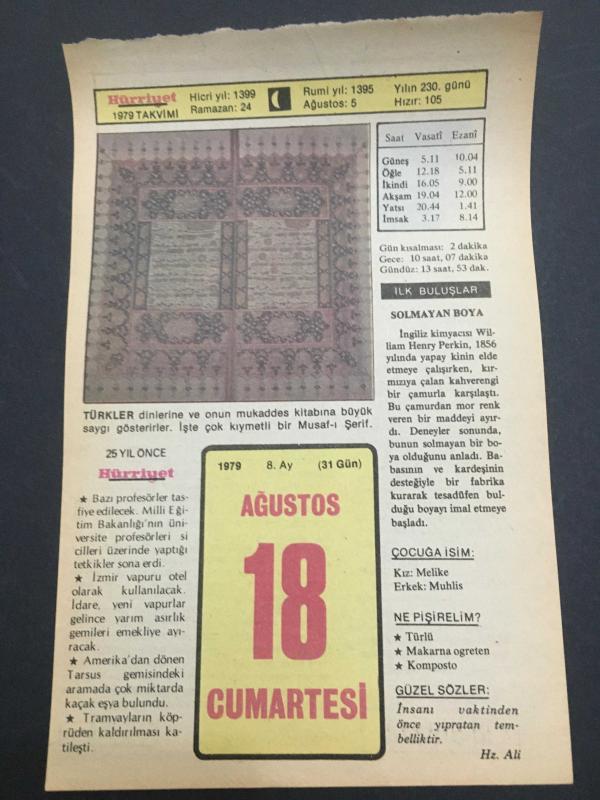 Hürriyet
1979 TAKVİMİ
Hicri yıl: 1399
Ramazan: 24
Rumi yıl: 1395
Ağustos: 5
Yılın 230. günü
Hızır: 105
Saat Vasatî Ezanî
Güneş 5.11 10.04
Öğle 12.18 5.11
İkindi 16.05 9.00
Akşam 19.04 12.00
Yatsı 20.44 1.41
İmsak 3.17 8.14
Gün kısalması: 2 dakika
Gece: 10 saat, 07 dakika
Gündüz: 13 saat, 53 dak.
TÜRKLER dinlerine ve onun mukaddes kitabına büyük
saygı gösterirler. İşte çok kıymetli bir Musaf-ı Şerif.
25 YIL ÖNCE
Hürriyet
★ Bazı profesörler tas-
fiye edilecek. Milli Eği-
tim Bakanlığı'nın üni-
versite profesörleri si
cilleri üzerinde yaptığı
tetkikler sona erdi.
★ İzmir vapuru otel
olarak kullanılacak.
İdare, yeni vapurlar
gelince yarım asırlık
gemileri emekliye ayı-
racak.
★ Amerika'dan dönen
Tarsus gemisindeki
aramada çok miktarda
kaçak eşya bulundu.
★ Tramvayların köp-
rüden kaldırılması ka-
tileşti.
1979 8. Ay (31 Gün)
AĞUSTOS
18
CUMARTESİ
İLK BULUŞLAR
SOLMAYAN BOYA
İngiliz kimyacısı Wil-
liam Henry Perkin, 1856
yılında yapay kinin elde
etmeye çalışırken, kır-
mızıya çalan kahverengi
bir çamurla karşılaştı.
Bu çamurdan mor renk
veren bir maddeyi ayır-
dı. Deneyler sonunda,
bunun solmayan bir bo-
ya olduğunu anladı. Ba-
basının ve kardeşinin
desteğiyle bir fabrika
kurarak tesadüfen bul-
duğu boyayı imal etmeye
başladı.
ÇOCUĞA İSİM:
Kız: Melike
Erkek: Muhlis
NE PİŞİRELİM?
★ Türlü
★ Makarna ogreten
★ Komposto
GÜZEL SÖZLER:
İnsanı vaktinden
önce yıpratan tem-
belliktir.
Hz. Ali